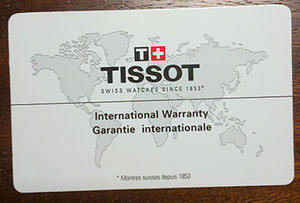 T+
TISSOT
SWISS WATCHES SINCE 1853*
International Warranty
Garantie internationale
* Montres suisses depuis 1853